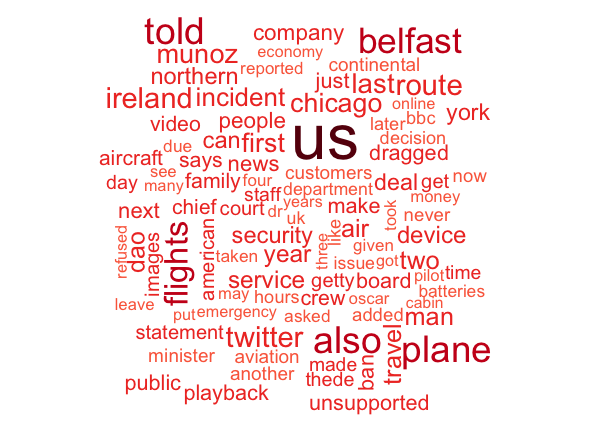 told
company
belfast
munoz
economy
continental
northern
reported
just
last
route
ireland
incident
chicago
online
york
video
people
us
later
bbc
due
can
first
decision
aircraft
says
news
dragged
see
customers
day
many
family
four
department
deal
get
now
staff
years
money
next
chief
court
dr
uk
make
took
never
refused
dao
images
flights
american
security
three
like
air
given
device
taken
year
issue
got
two
service
getty
board
pilot
time
may
hours
crew
oscar
cabin
batteries
leave
put
emergency
asked
added
man
statement
twitter
also
travel
plane
minister
aviation
made
ban
another
thede
public
playback
unsupported